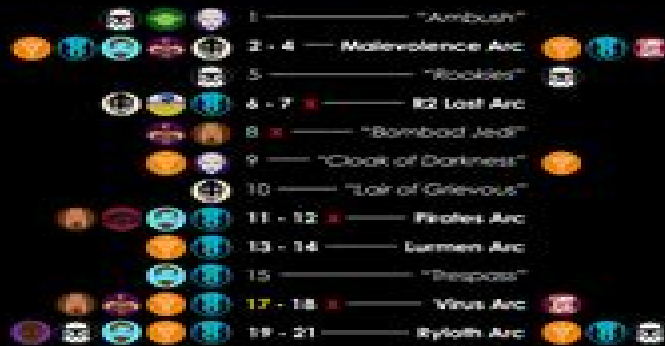 1 "Ambush"
2 - 4 Malevolence Arc
5 "Rookies"
6 - 7 x R2 Lost Arc
8 x "Bombad Jedi"
9 "Cloak of Darkness"
10 "Lair of Grievous"
11 - 12 x Pirates Arc
13 - 14 Lurmen Arc
15 "Trespass"
17 - 18 x Virus Arc
19 - 21 Ryloth Arc